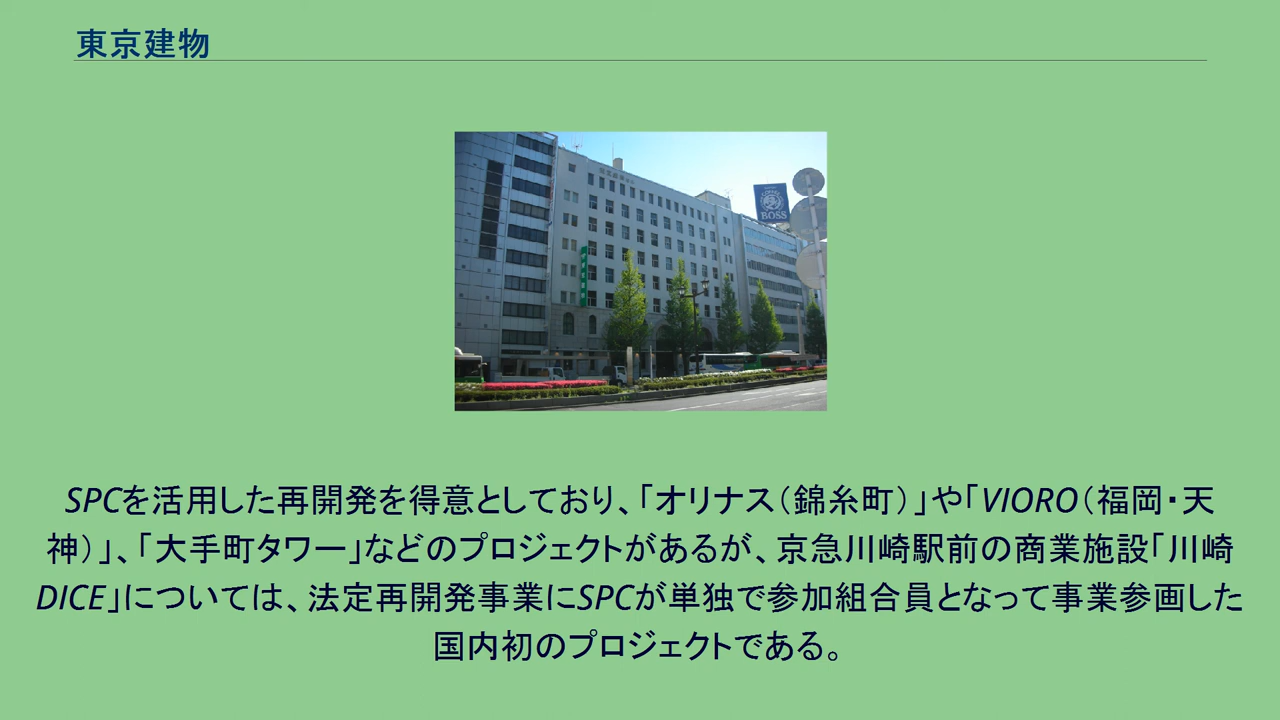 東京建物
BOSS
SPCを活用した再開発を得意としており、「オリナス（錦糸町）」や「VIORO（福岡・天
神）」、「大手町タワー」などのプロジェクトがあるが、京急川崎駅前の商業施設「川崎
DICE」については、法定再開発事業にSPCが単独で参加組合員となって事業参画した
国内初のプロジェクトである。